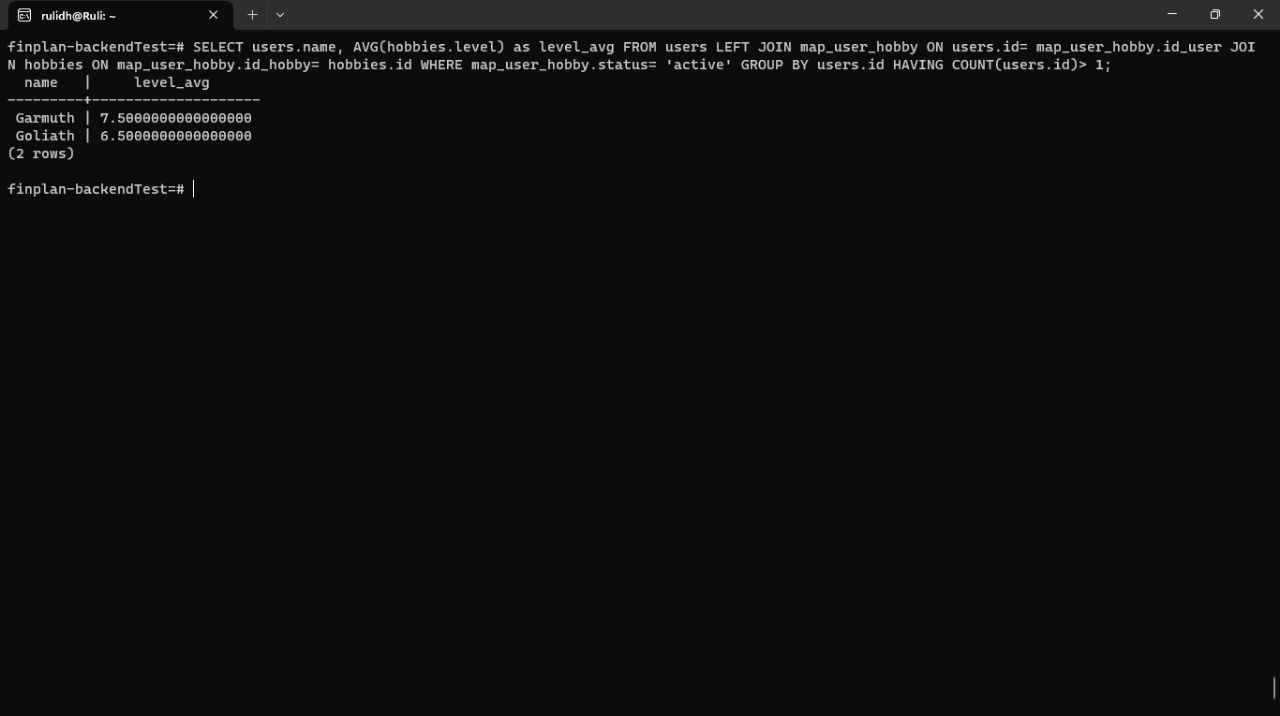 rulidh@Ruli: ~
finplan-backendTest=# SELECT users.name, AVG(hobbies.level) as level_avg FROM users LEFT JOIN map_user_hobby ON users.id= map_user_hobby.id_user JOI
N hobbies ON map_user_hobby.id_hobby= hobbies.id WHERE map_user_hobby.status= 'active' GROUP BY users.id HAVING COUNT(users.id)> 1;
  name   |     level_avg
---------+--------------------
 Garmuth | 7.5000000000000000
 Goliath | 6.5000000000000000
(2 rows)
finplan-backendTest=#